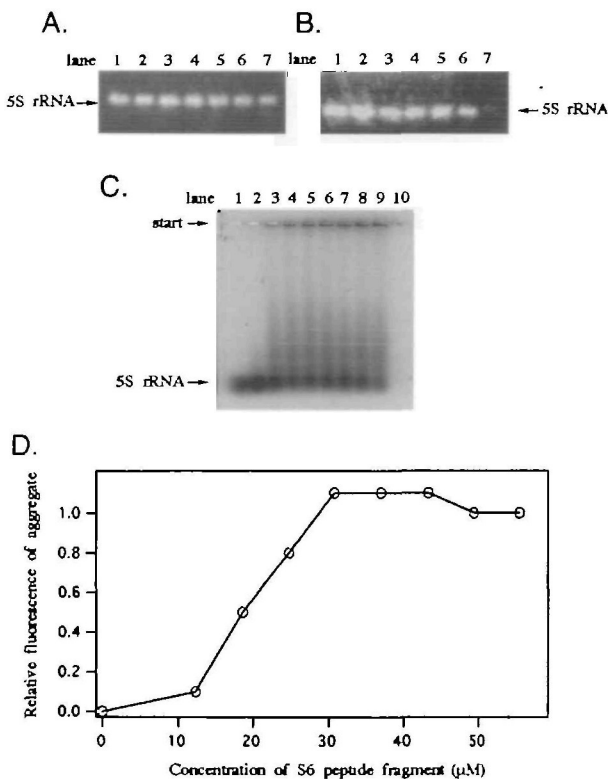 A.
lane 1 2 3 4 5 6 7
5S rRNA
B.
lane 1 2 3 4 5 6 7
5S rRNA
C.
lane 1 2 3 4 5 6 7 8 9 10
start
5S rRNA
D.
Relative fluorescence of aggregate
1.0
0.8
0.6
0.4
0.2
0.0
0 10 20 30 40 50
Concentration of S6 peptide fragment (µM)